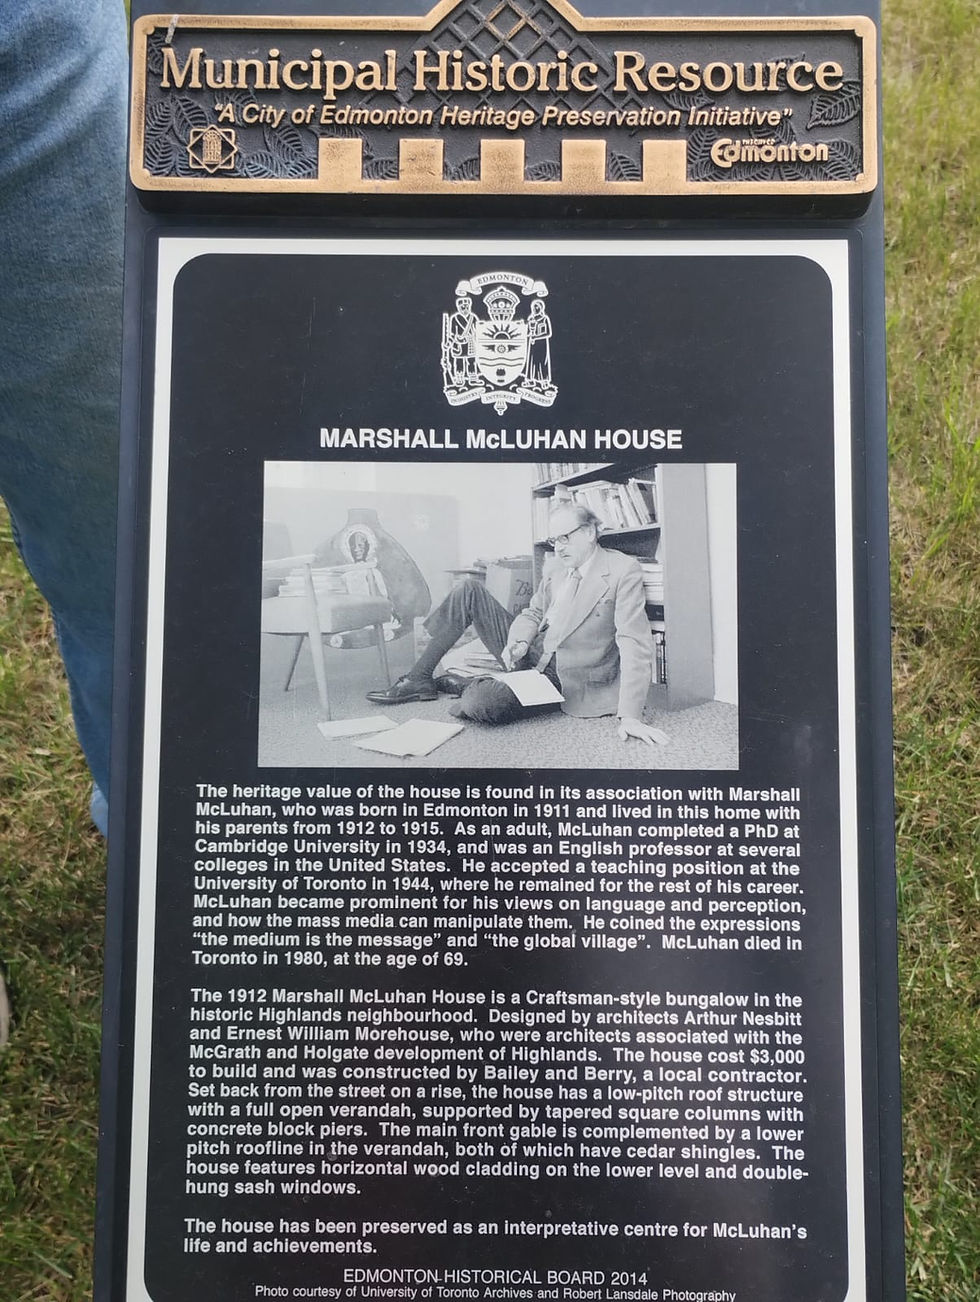 Municipal Historic Resource
"A City of Edmonton Heritage Preservation Initiative"
THE CITY OF
Edmonton
EDMONTON
INDUSTRY INTEGRITY PROGRESS
MARSHALL McLUHAN HOUSE
The heritage value of the house is found in its association with Marshall
McLuhan, who was born in Edmonton in 1911 and lived in this home with
his parents from 1912 to 1915. As an adult, McLuhan completed a PhD at
Cambridge University in 1934, and was an English professor at several
colleges in the United States. He accepted a teaching position at the
University of Toronto in 1944, where he remained for the rest of his career.
McLuhan became prominent for his views on language and perception,
and how the mass media can manipulate them. He coined the expressions
"the medium is the message" and "the global village". McLuhan died in
Toronto in 1980, at the age of 69.
The 1912 Marshall McLuhan House is a Craftsman-style bungalow in the
historic Highlands neighbourhood. Designed by architects Arthur Nesbitt
and Ernest William Morehouse, who were architects associated with the
McGrath and Holgate development of Highlands. The house cost $3,000
to build and was constructed by Bailey and Berry, a local contractor.
Set back from the street on a rise, the house has a low-pitch roof structure
with a full open verandah, supported by tapered square columns with
concrete block piers. The main front gable is complemented by a lower
pitch roofline in the verandah, both of which have cedar shingles. The
house features horizontal wood cladding on the lower level and double-
hung sash windows.
The house has been preserved as an interpretative centre for McLuhan's
life and achievements.
EDMONTON HISTORICAL BOARD 2014
Photo courtesy of University of Toronto Archives and Robert Lansdale Photography